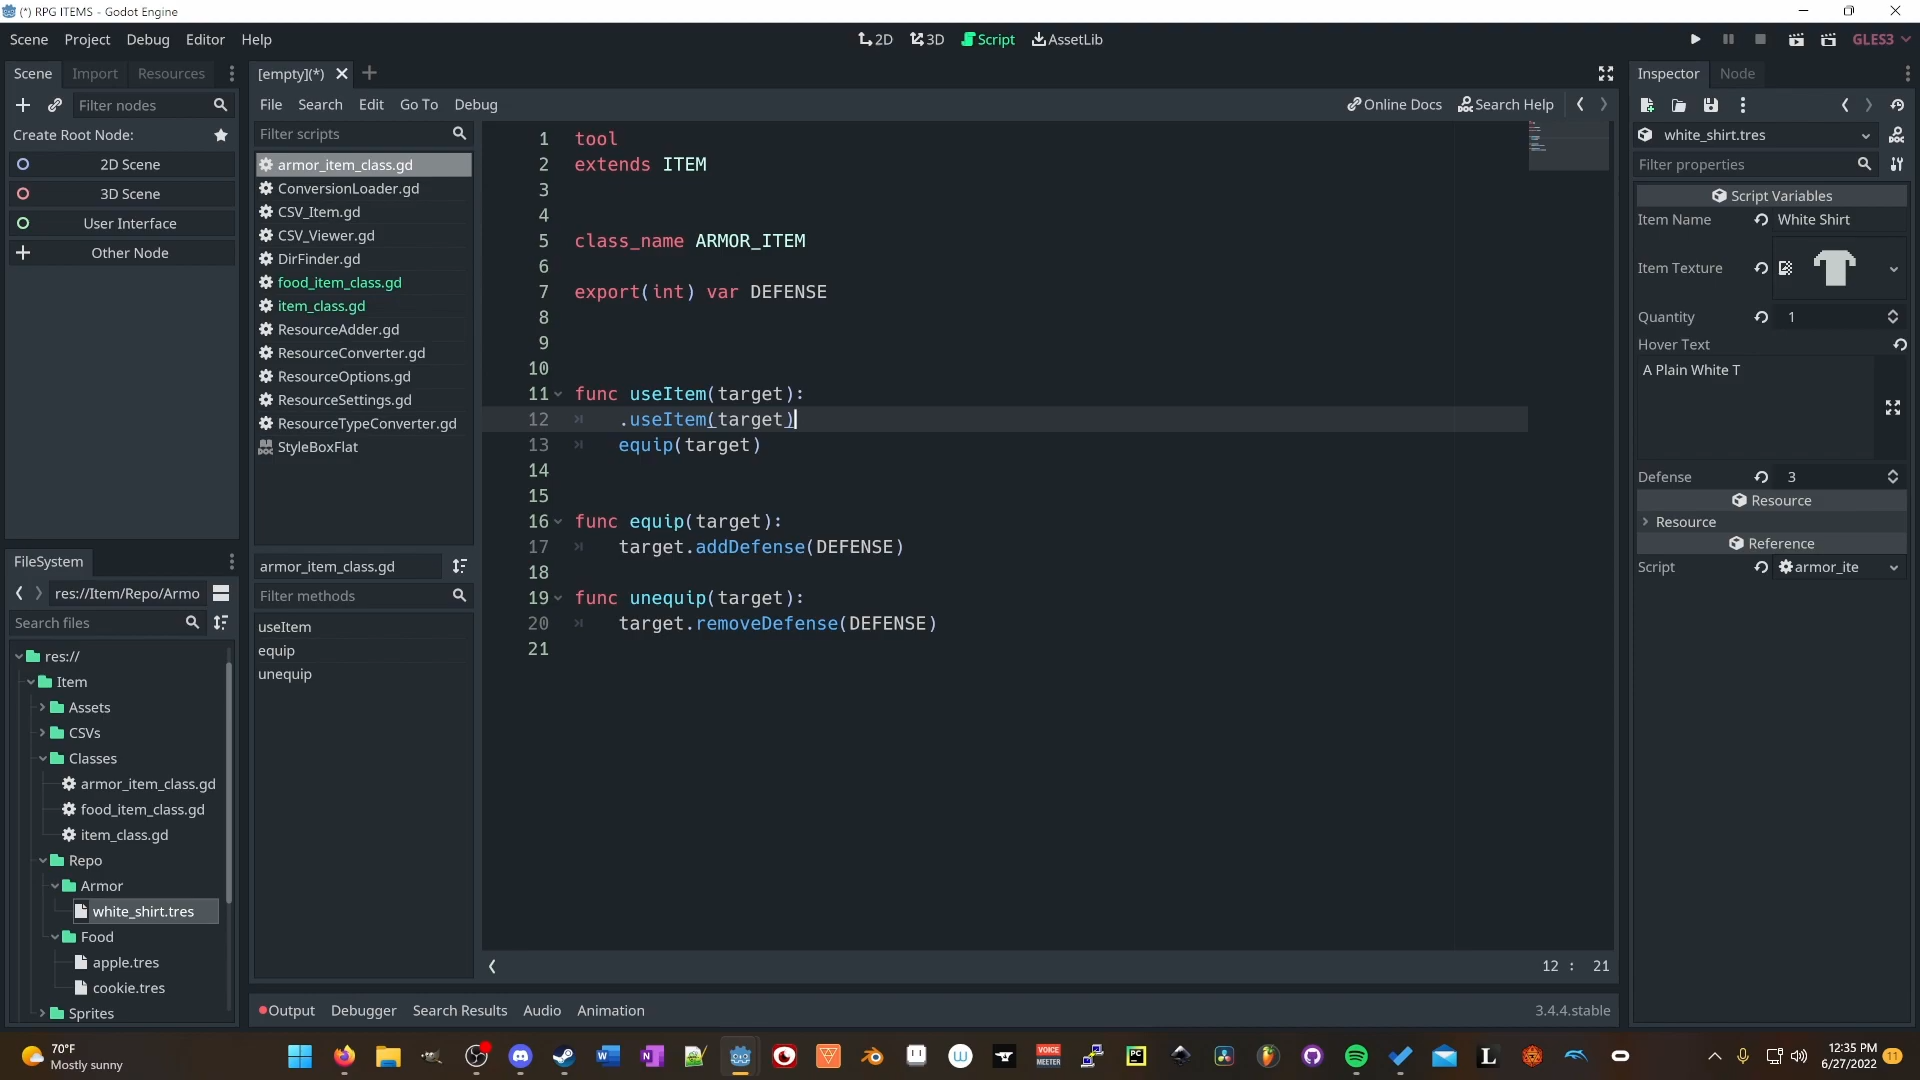 (*) RPG ITEMS - Godot Engine
Scene Project Debug Editor Help
2D 3D Script AssetLib
GLES3
Scene Import Resources
Filter nodes
Create Root Node:
2D Scene
3D Scene
User Interface
Other Node
FileSystem
res://Item/Repo/Armo
Search files
res://
Item
Assets
CSVs
Classes
armor_item_class.gd
food_item_class.gd
item_class.gd
Repo
Armor
white_shirt.tres
Food
apple.tres
cookie.tres
Sprites
[empty](*)
File Search Edit Go To Debug
Online Docs Search Help
Filter scripts
armor_item_class.gd
ConversionLoader.gd
CSV_Item.gd
CSV_Viewer.gd
DirFinder.gd
food_item_class.gd
item_class.gd
ResourceAdder.gd
ResourceConverter.gd
ResourceOptions.gd
ResourceSettings.gd
ResourceTypeConverter.gd
StyleBoxFlat
armor_item_class.gd
Filter methods
useItem
equip
unequip
1 tool
2 extends ITEM
3
4
5 class_name ARMOR_ITEM
6
7 export(int) var DEFENSE
8
9
10
11 func useItem(target):
12 .useItem(target)
13 equip(target)
14
15
16 func equip(target):
17 target.addDefense(DEFENSE)
18
19 func unequip(target):
20 target.removeDefense(DEFENSE)
21
12 : 21
Output Debugger Search Results Audio Animation
3.4.4.stable
Inspector Node
white_shirt.tres
Filter properties
Script Variables
Item Name White Shirt
Item Texture
Quantity 1
Hover Text
A Plain White T
Defense 3
Resource
Resource
Reference
Script armor_ite
70°F
Mostly sunny
VOICE
MEETER
PC
L
12:35 PM
6/27/2022
11